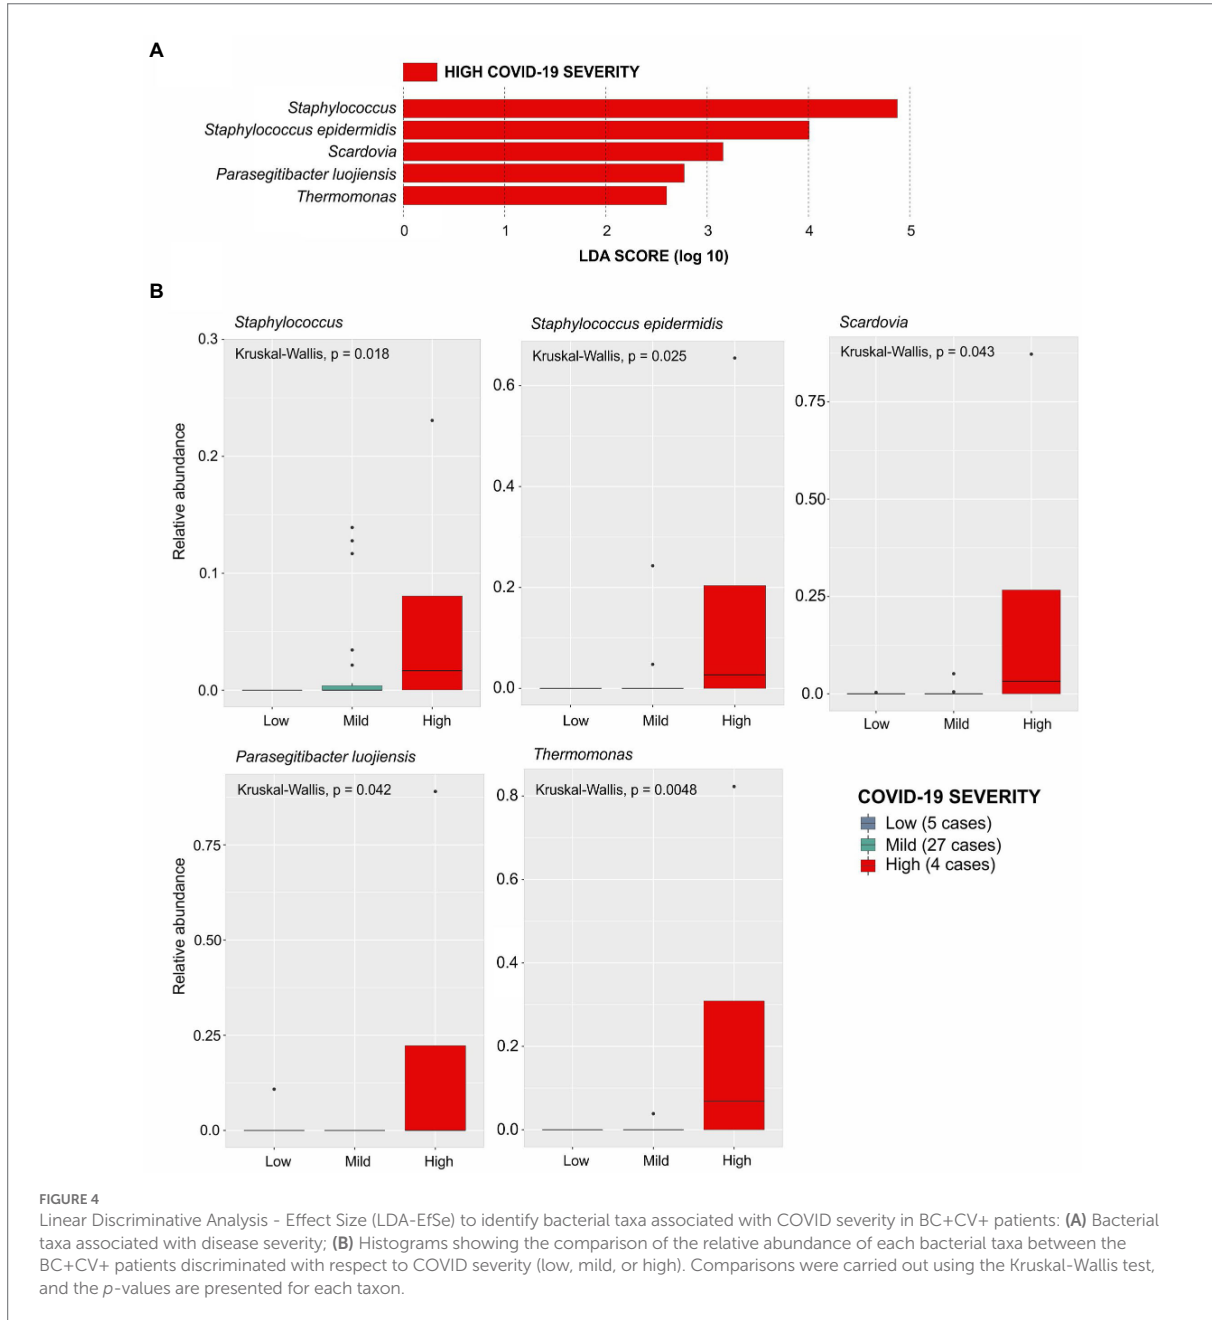 A
HIGH COVID-19 SEVERITY
Staphylococcus
Staphylococcus epidermidis
Scardovia
Parasegitibacter luojiensis
Thermomonas
0 1 2 3 4 5
LDA SCORE (log 10)
B
Staphylococcus
Kruskal-Wallis, p = 0.018
Relative abundance
0.3
0.2
0.1
0.0
Low Mild High
Staphylococcus epidermidis
Kruskal-Wallis, p = 0.025
0.6
0.4
0.2
0.0
Low Mild High
Scardovia
Kruskal-Wallis, p = 0.043
0.75
0.50
0.25
0.0
Low Mild High
Parasegitibacter luojiensis
Kruskal-Wallis, p = 0.042
Relative abundance
0.75
0.50
0.25
0.0
Low Mild High
Thermomonas
Kruskal-Wallis, p = 0.0048
0.8
0.6
0.4
0.2
0.0
Low Mild High
COVID-19 SEVERITY
Low (5 cases)
Mild (27 cases)
High (4 cases)
FIGURE 4
Linear Discriminative Analysis - Effect Size (LDA-EfSe) to identify bacterial taxa associated with COVID severity in BC+CV+ patients: (A) Bacterial
taxa associated with disease severity; (B) Histograms showing the comparison of the relative abundance of each bacterial taxa between the
BC+CV+ patients discriminated with respect to COVID severity (low, mild, or high). Comparisons were carried out using the Kruskal-Wallis test,
and the p-values are presented for each taxon.